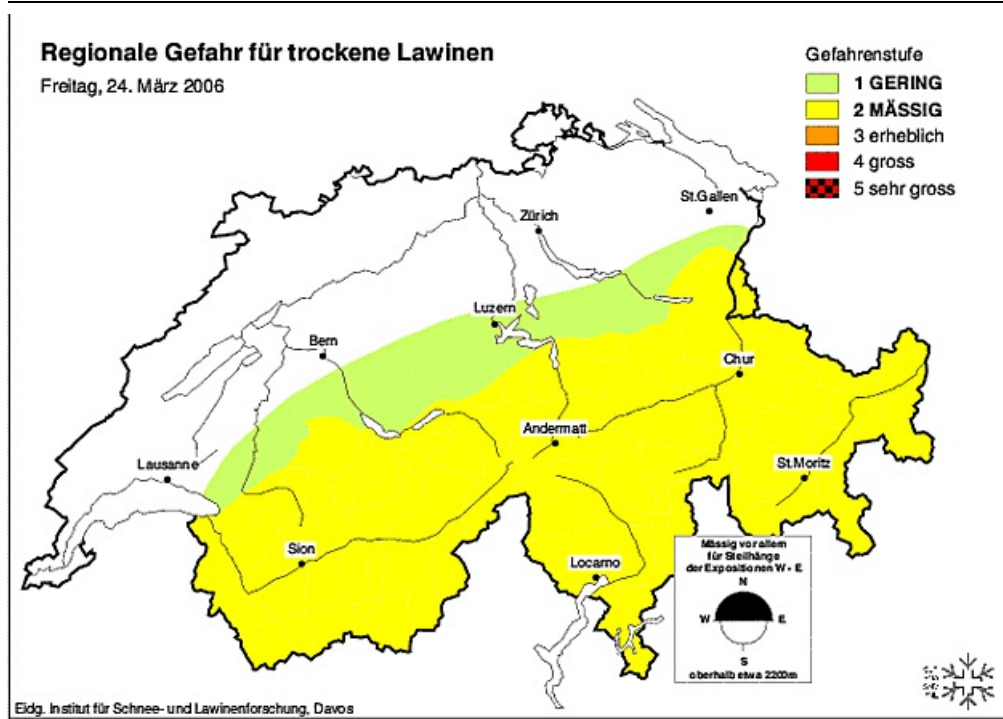 Regionale Gefahr für trockene Lawinen
Freitag, 24. März 2006
Gefahrenstufe
1 GERING
2 MÄSSIG
3 erheblich
4 gross
5 sehr gross
St.Gallen
Zürich
Luzern
Bern
Chur
Andermatt
Lausanne
St.Moritz
Sion
Locarno
Mässig vor allem
für Steilhänge
der Expositionen W - E
N
W E
S
oberhalb etwa 2200m
Eidg. Institut für Schnee- und Lawinenforschung, Davos